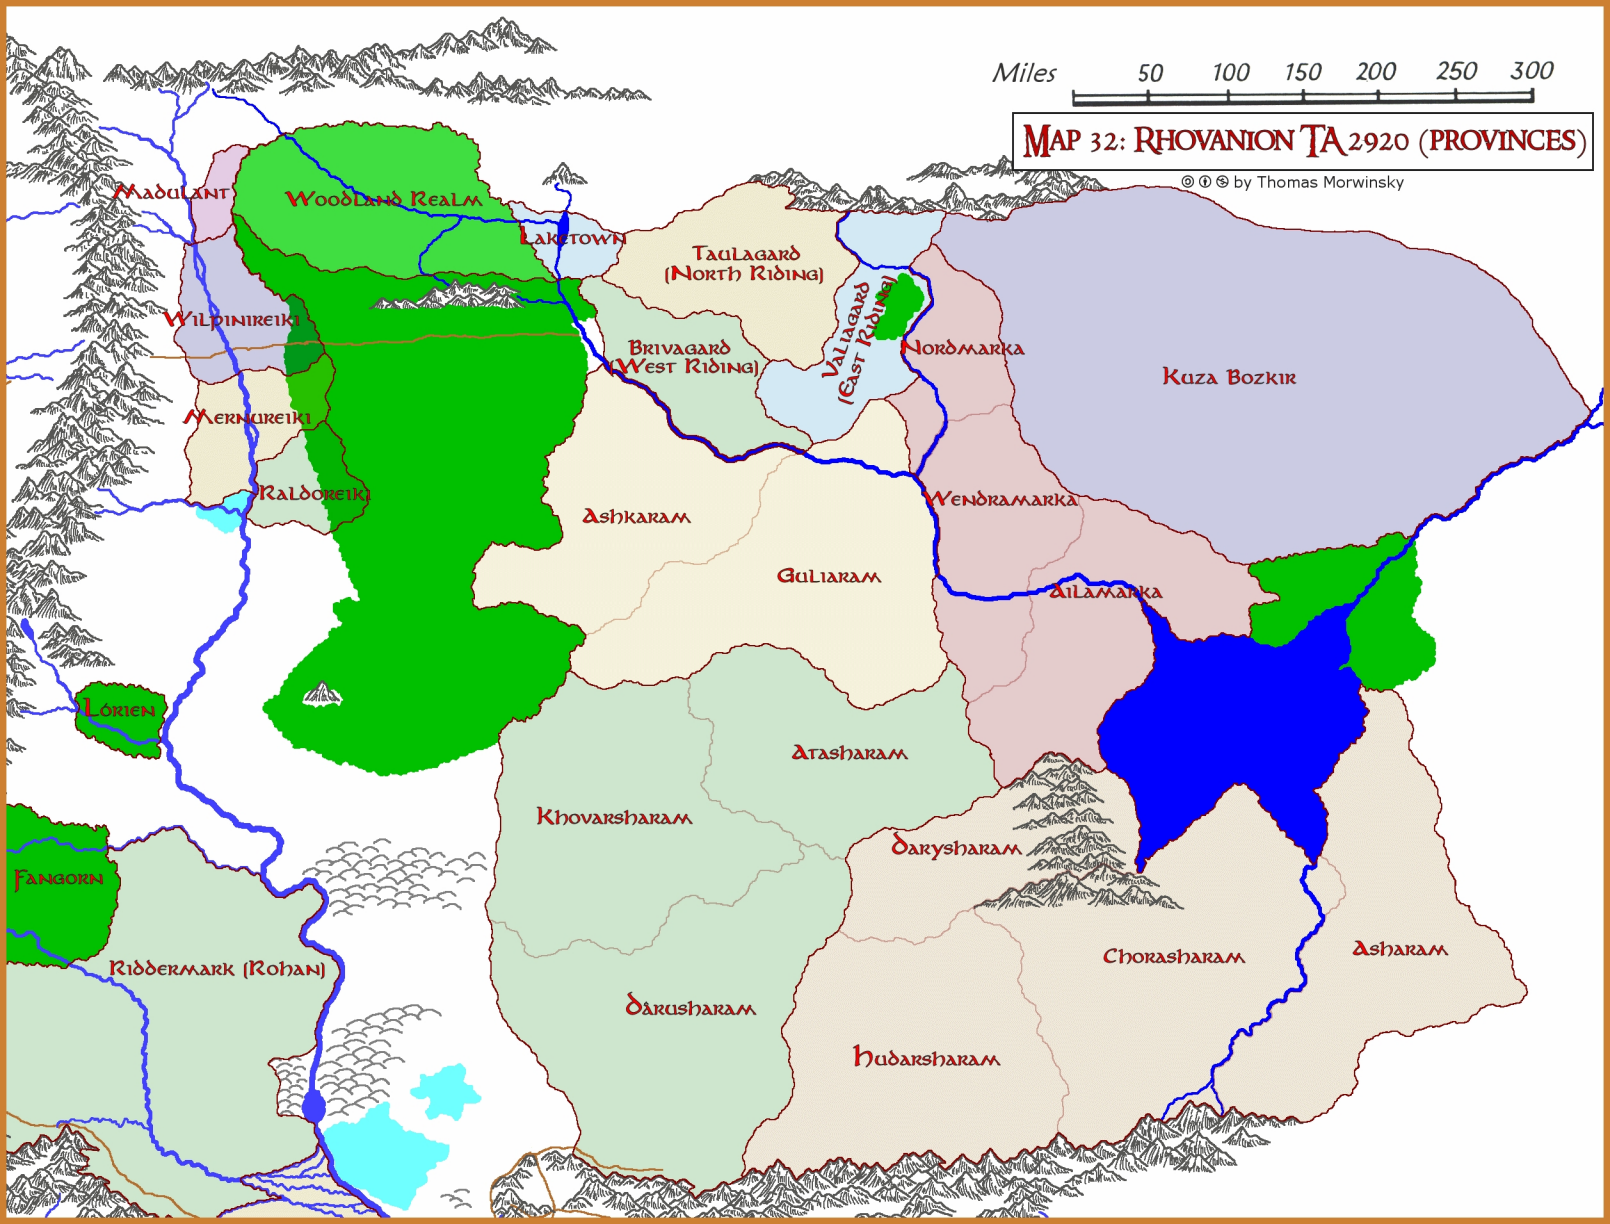 Miles 50 100 150 200 250 300
Map 32: Rhovanion TA 2920 (provinces)
by Thomas Morwinsky
Madulant
Woodland Realm
Laketown
Taulagard
(North Riding)
Wilpinireiki
Brivagard
(West Riding)
Valiagard
(East Riding)
Nordmarka
Kuza Bozkir
Mernureiki
Raldoreiki
Wendramarka
Ashkaram
Guliaram
Ailamarka
Lórien
Atasharam
Khovarsharam
Darysharam
Fangorn
Riddermark (Rohan)
Chorasharam
Asharam
Dârusharam
Hudarsharam